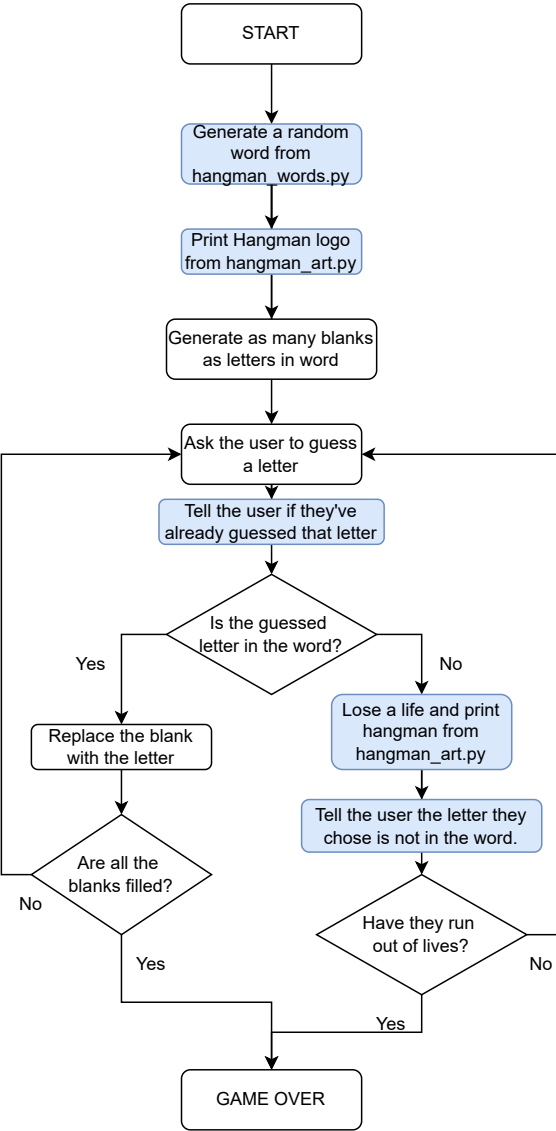 START
Generate a random
word from
hangman_words.py
Print Hangman logo
from hangman_art.py
Generate as many blanks
as letters in word
Ask the user to guess
a letter
Tell the user if they've
already guessed that letter
Is the guessed
letter in the word?
Yes
No
Replace the blank
with the letter
Lose a life and print
hangman from
hangman_art.py
Tell the user the letter they
chose is not in the word.
Are all the
blanks filled?
No
Yes
Have they run
out of lives?
No
Yes
GAME OVER